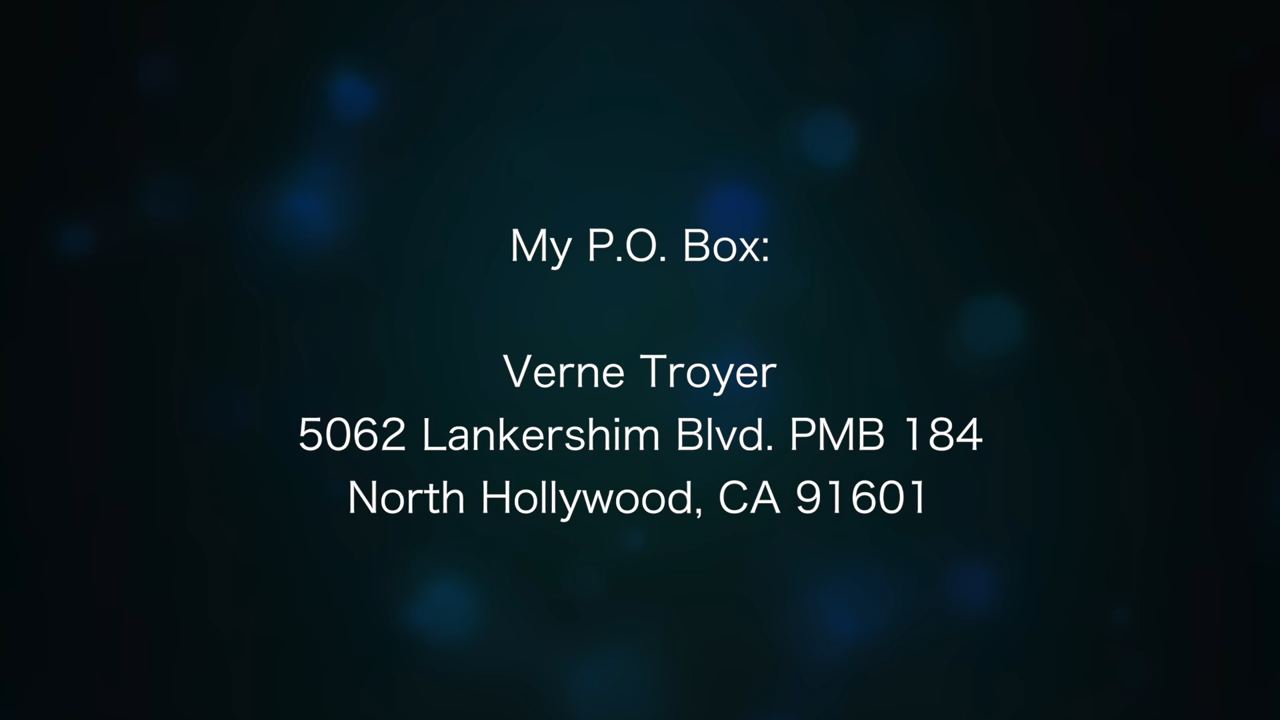 My P.O. Box:
Verne Troyer
5062 Lankershim Blvd. PMB 184
North Hollywood, CA 91601